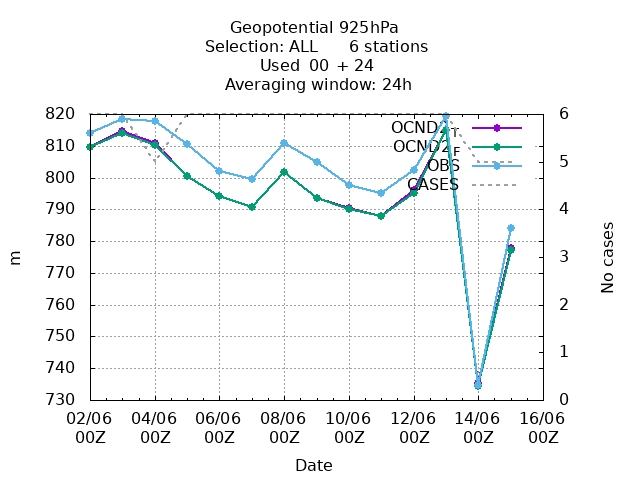 Geopotential 925hPa
Selection: ALL 6 stations
Used 00 + 24
Averaging window: 24h
820 6
OCND2+
810
OCND2-
OBS 5
800 CASES
790 4
780
770 3
760 2
750
740 1
730 0
m
No cases
02/06 04/06 06/06 08/06 10/06 12/06 14/06 16/06
00Z 00Z 00Z 00Z 00Z 00Z 00Z 00Z
Date